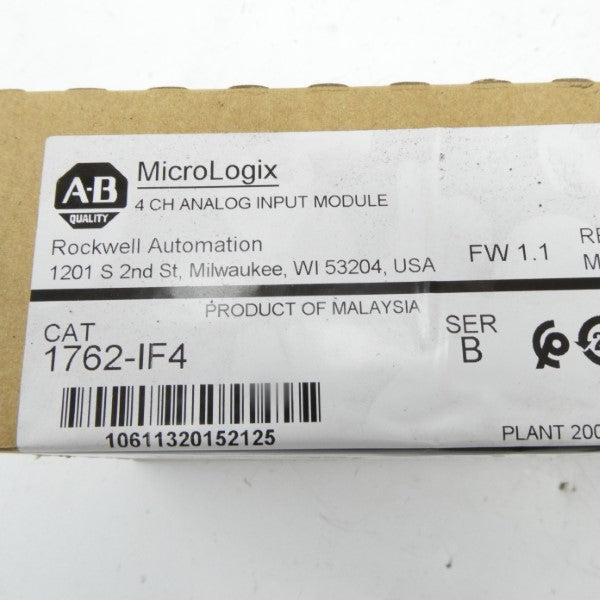 A-B
QUALITY
MicroLogix
4 CH ANALOG INPUT MODULE
Rockwell Automation
1201 S 2nd St, Milwaukee, WI 53204, USA
FW 1.1
PRODUCT OF MALAYSIA
CAT
1762-IF4
SER
B
10611320152125
PLANT